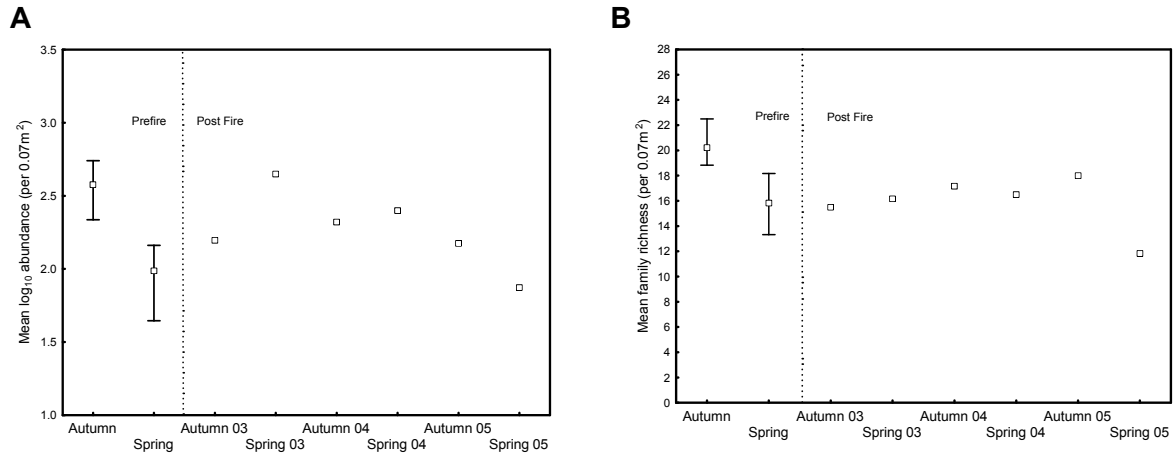 A
Mean log10 abundance (per 0.07m2)
3.5
3.0
2.5
2.0
1.5
1.0
Prefire
Post Fire
Autumn
Spring
Autumn 03
Spring 03
Autumn 04
Spring 04
Autumn 05
Spring 05
B
Mean family richness (per 0.07m2)
28
26
24
22
20
18
16
14
12
10
8
6
4
2
0
Prefire
Post Fire
Autumn
Spring
Autumn 03
Spring 03
Autumn 04
Spring 04
Autumn 05
Spring 05